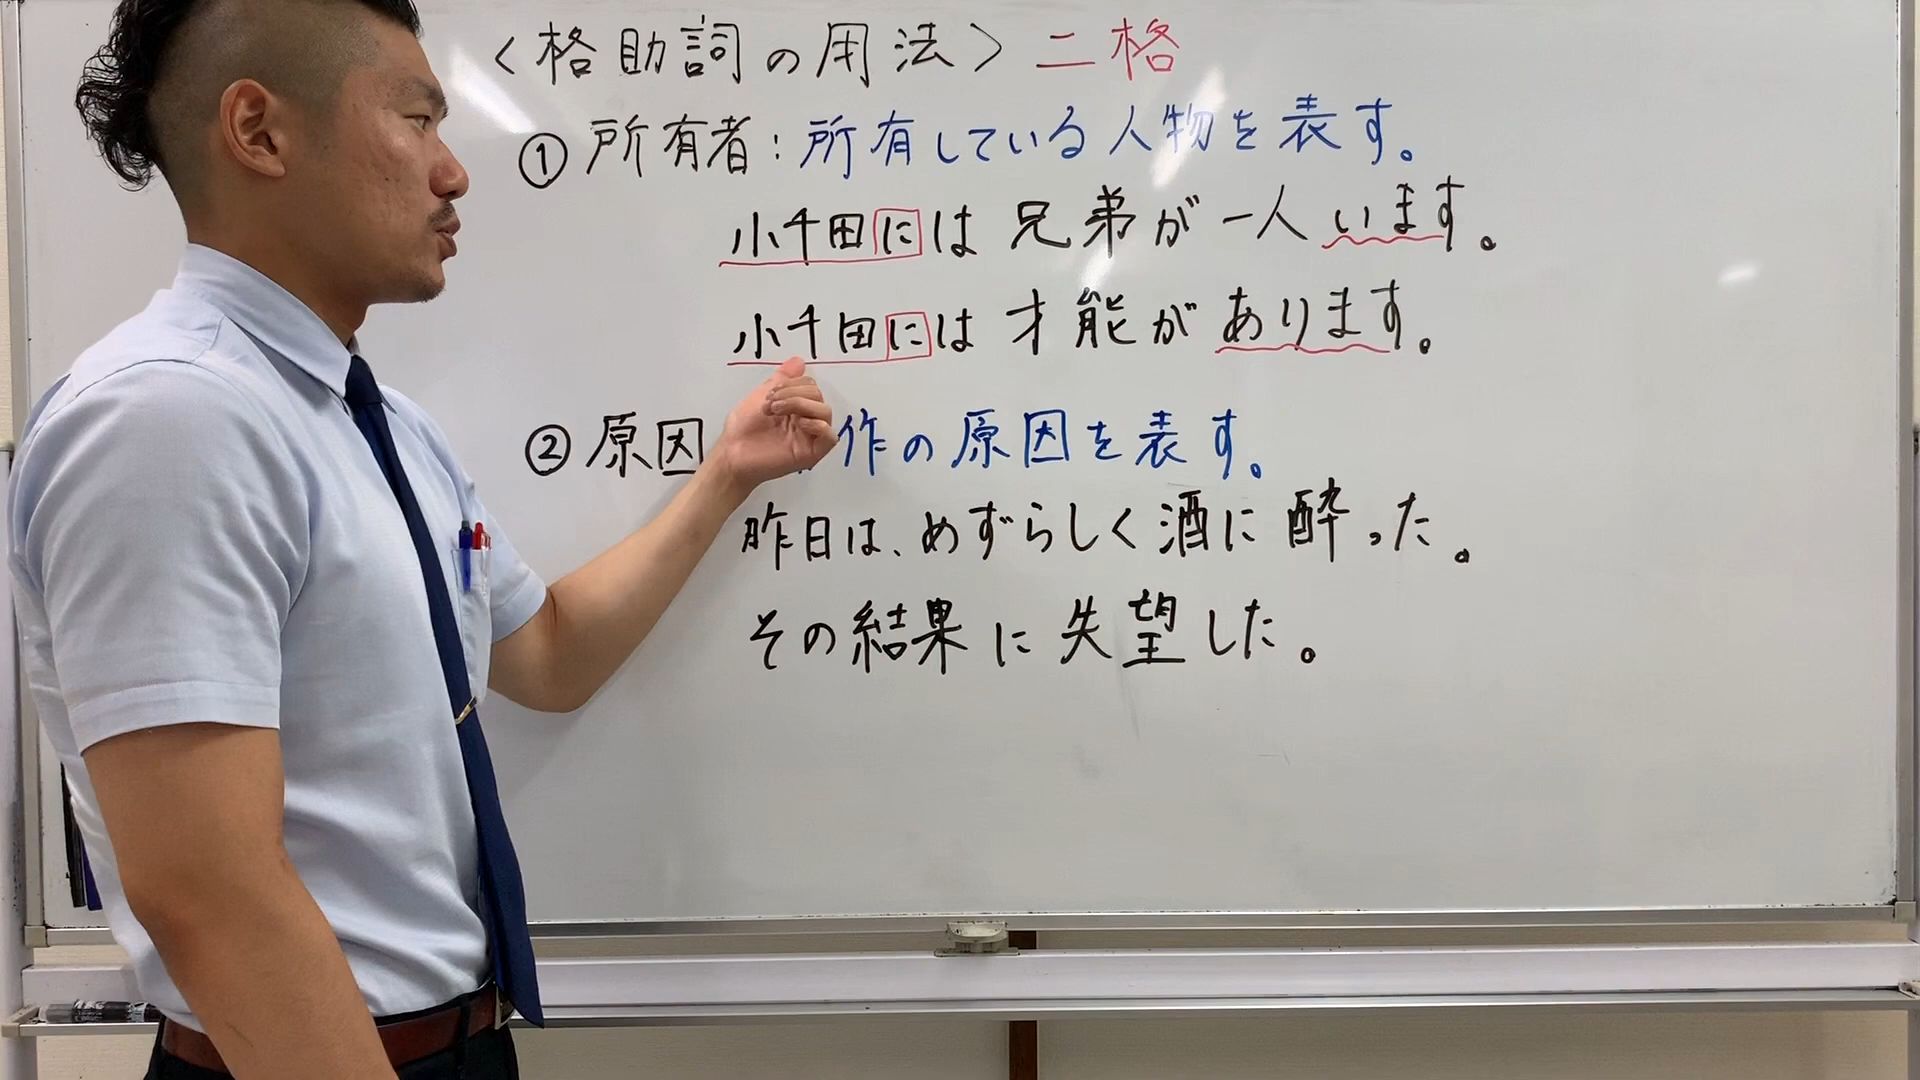 〈格助詞の用法〉ニ格
①所有者：所有している人物を表す。
小千田には兄弟が一人います。
小千田には才能があります。
②原因 作の原因を表す。
昨日は、めずらしく酒に酔った。
その結果に失望した。